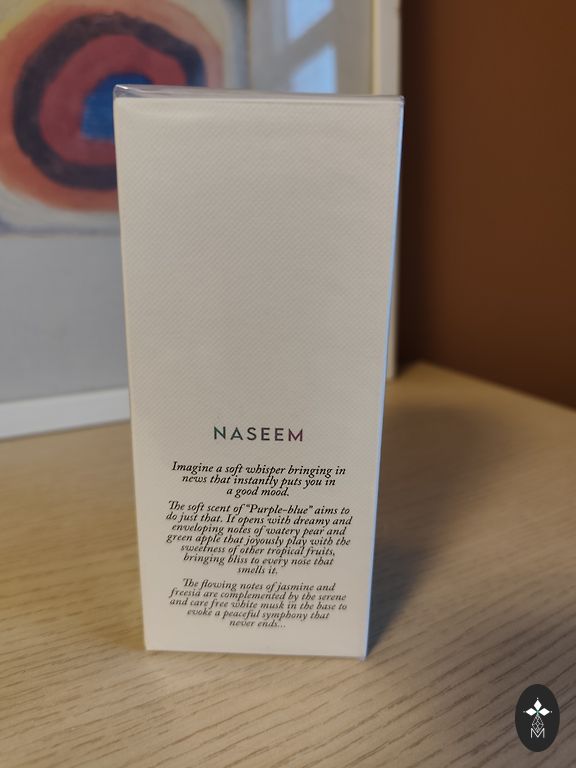 NASEEM
Imagine a soft whisper bringing in
news that instantly puts you in
a good mood.
The soft scent of "Purple-blue" aims to
do just that. It opens with dreamy and
enveloping notes of watery pear and
green apple that joyously play with the
sweetness of other tropical fruits,
bringing bliss to every nose that
smells it.
The flowing notes of jasmine and
freesia are complemented by the serene
and care free white musk in the base to
evoke a peaceful symphony that
never ends...
M